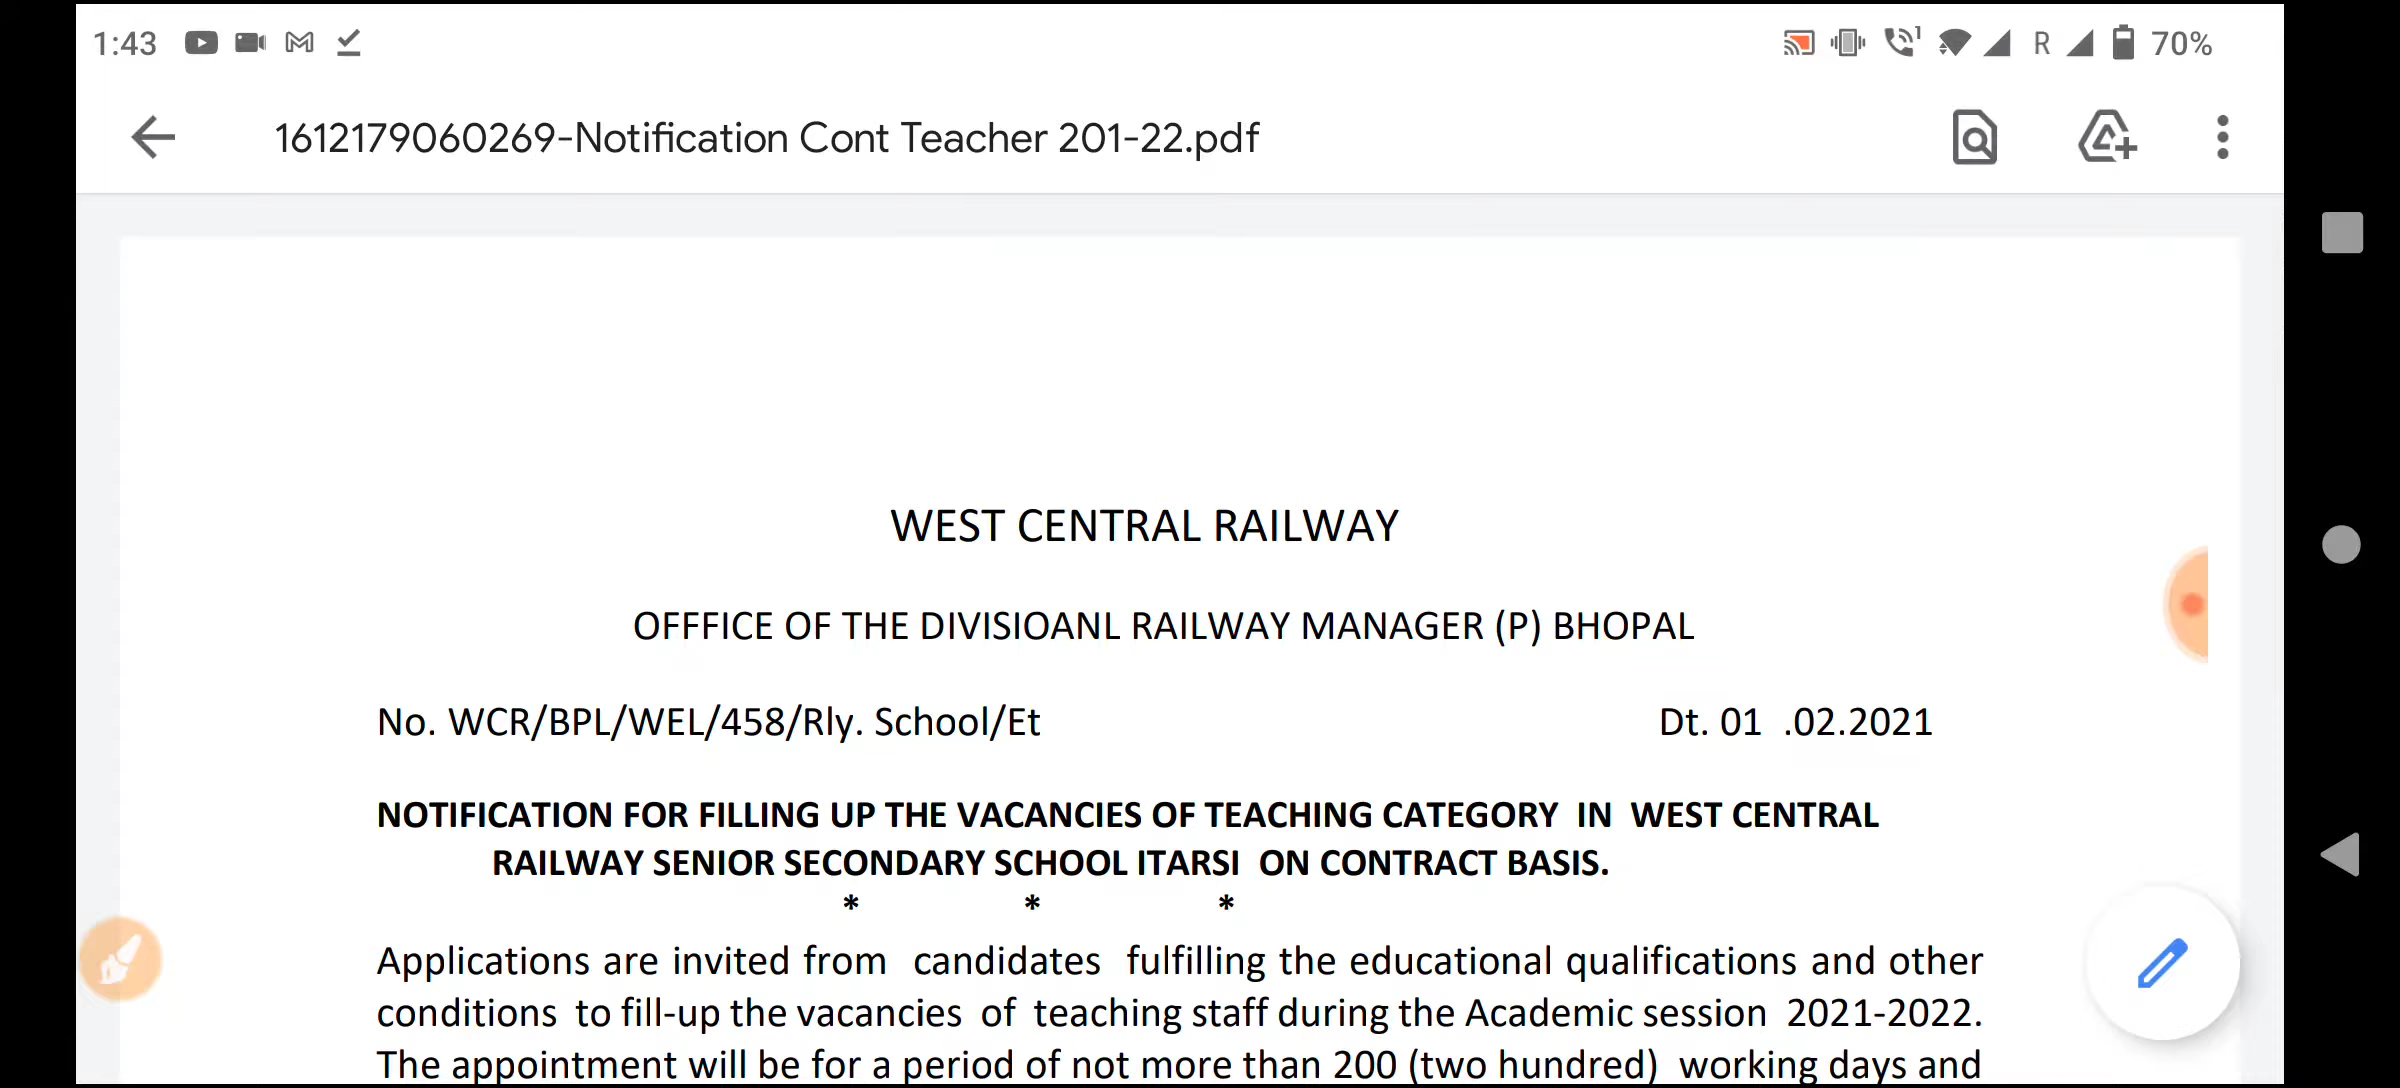 1:43 R 70%
1612179060269-Notification Cont Teacher 201-22.pdf
WEST CENTRAL RAILWAY
OFFFICE OF THE DIVISIOANL RAILWAY MANAGER (P) BHOPAL
No. WCR/BPL/WEL/458/Rly. School/Et Dt. 01 .02.2021
NOTIFICATION FOR FILLING UP THE VACANCIES OF TEACHING CATEGORY IN WEST CENTRAL
RAILWAY SENIOR SECONDARY SCHOOL ITARSI ON CONTRACT BASIS.
* * *
Applications are invited from candidates fulfilling the educational qualifications and other
conditions to fill-up the vacancies of teaching staff during the Academic session 2021-2022.
The appointment will be for a period of not more than 200 (two hundred) working days and